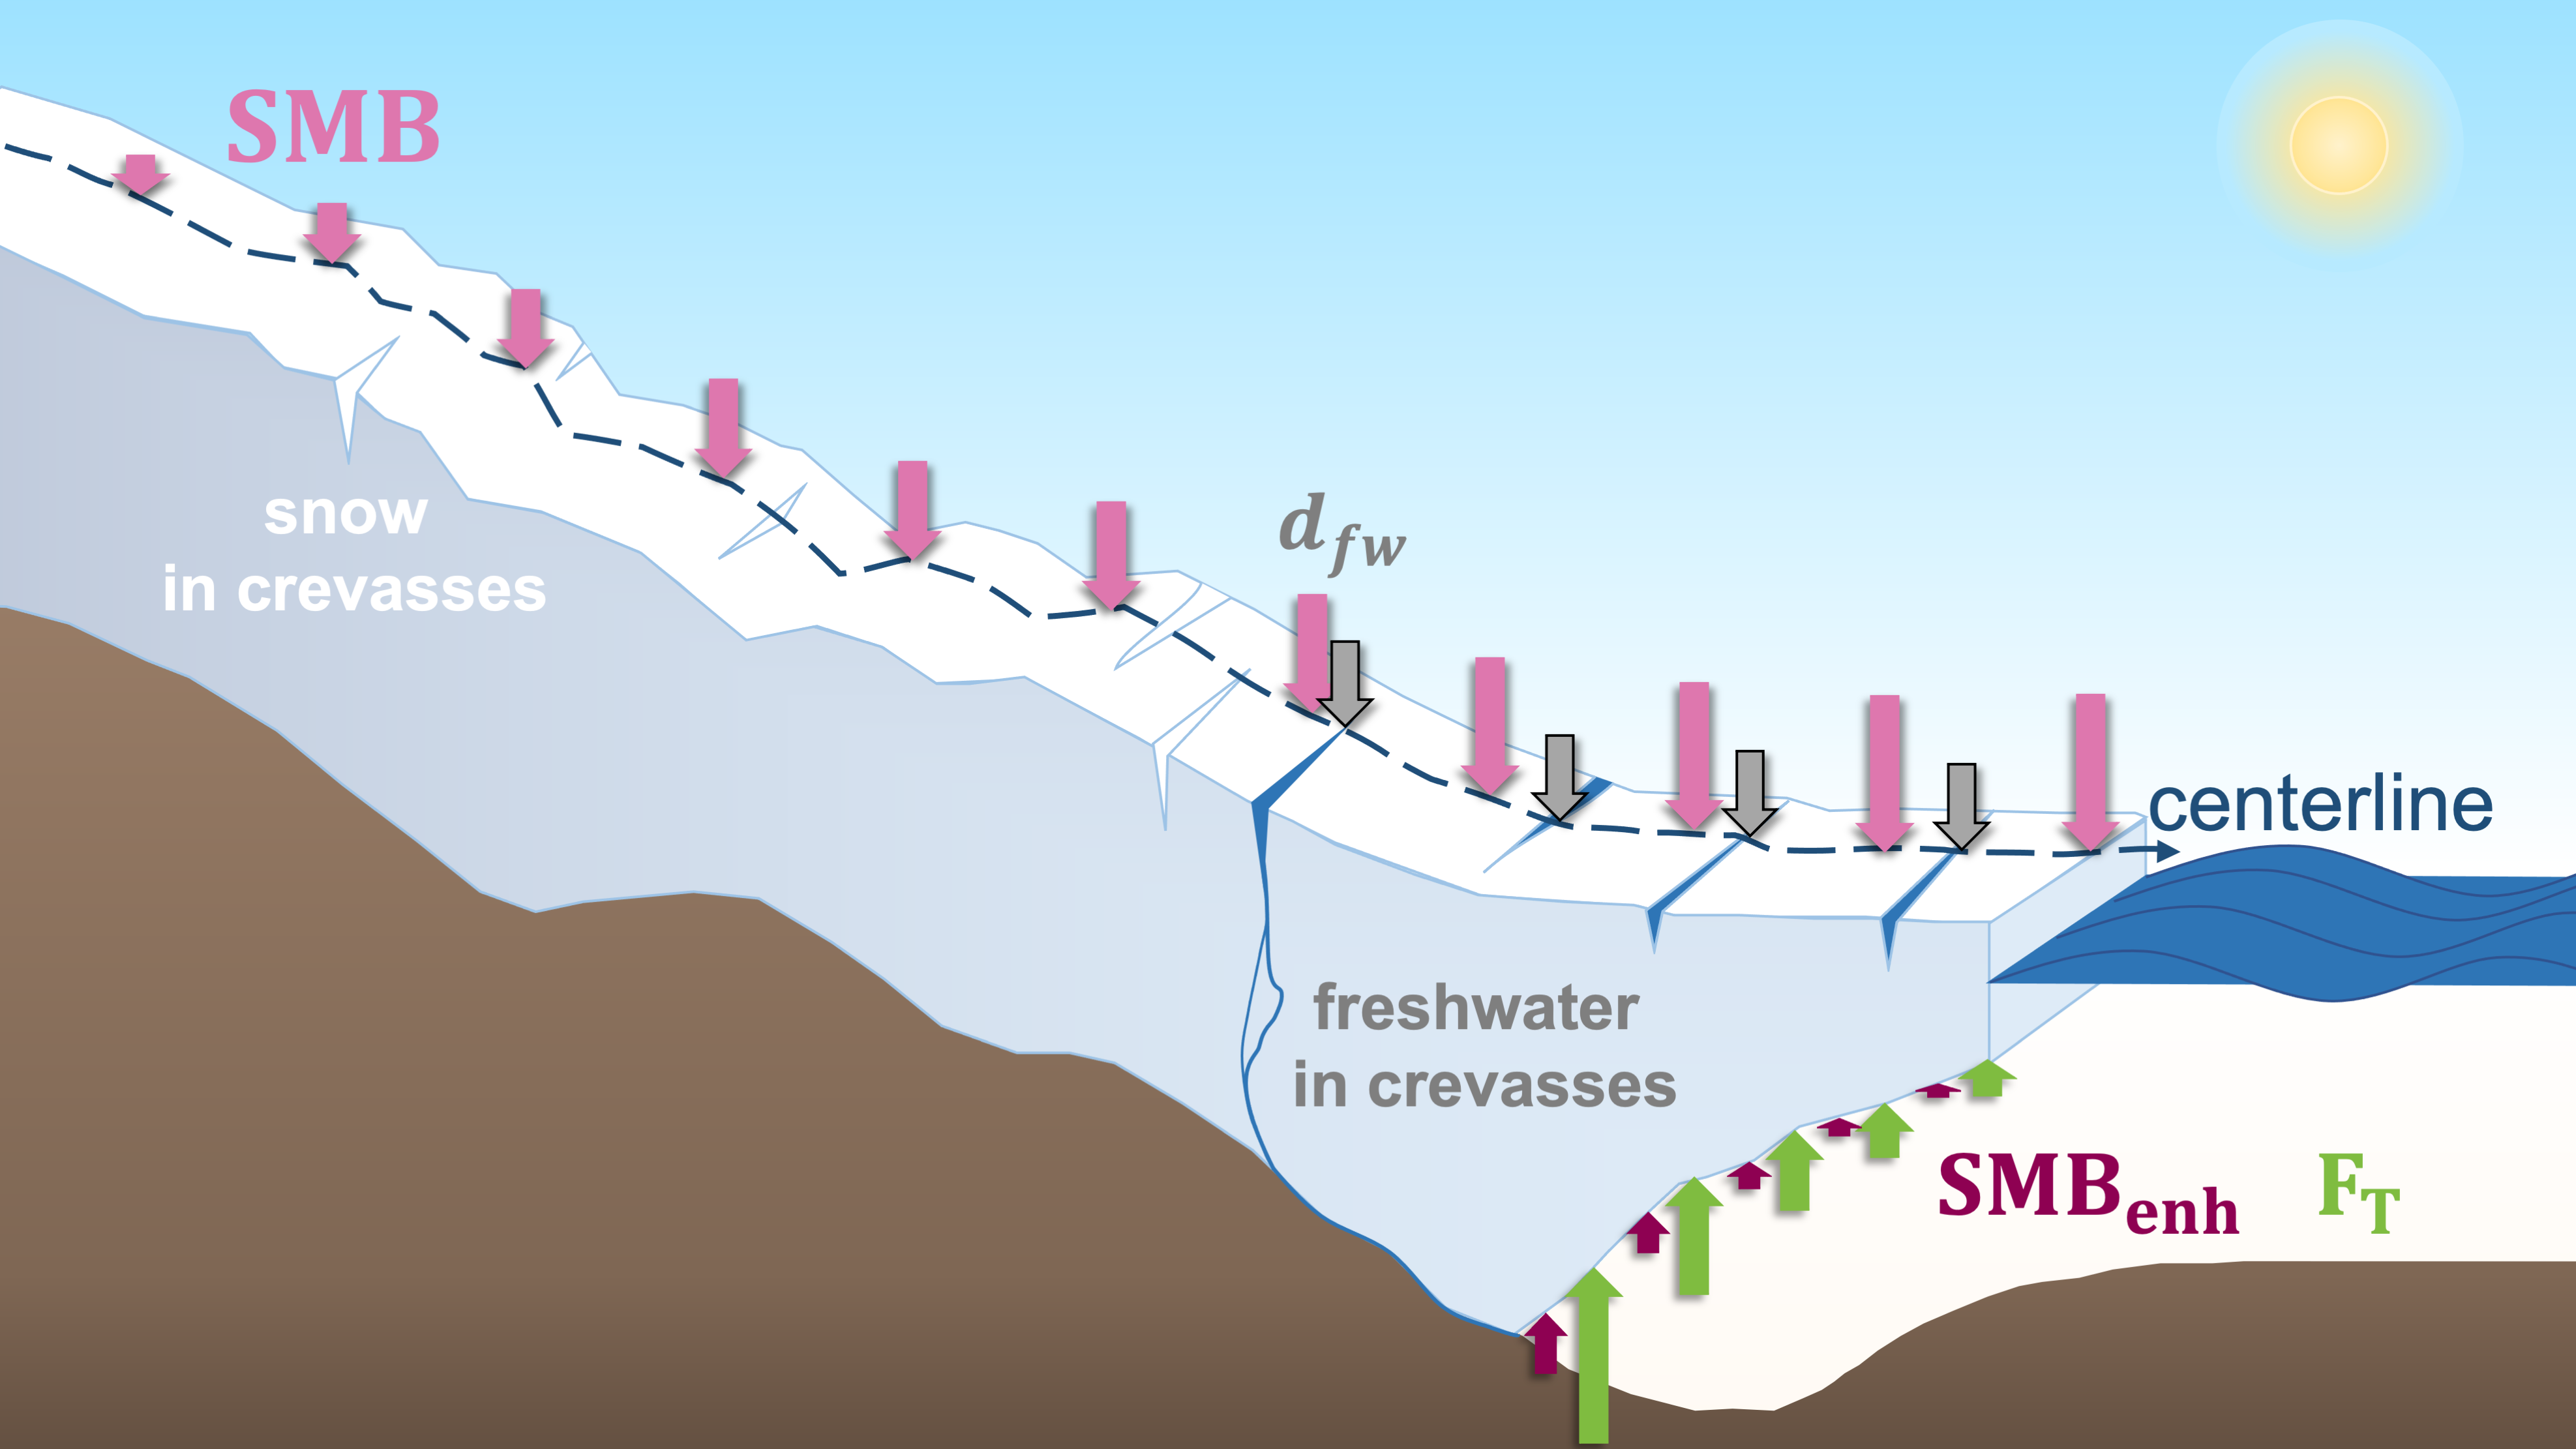 SMB
snow
in crevasses
d_fw
centerline
freshwater
in crevasses
SMB_enh F_T